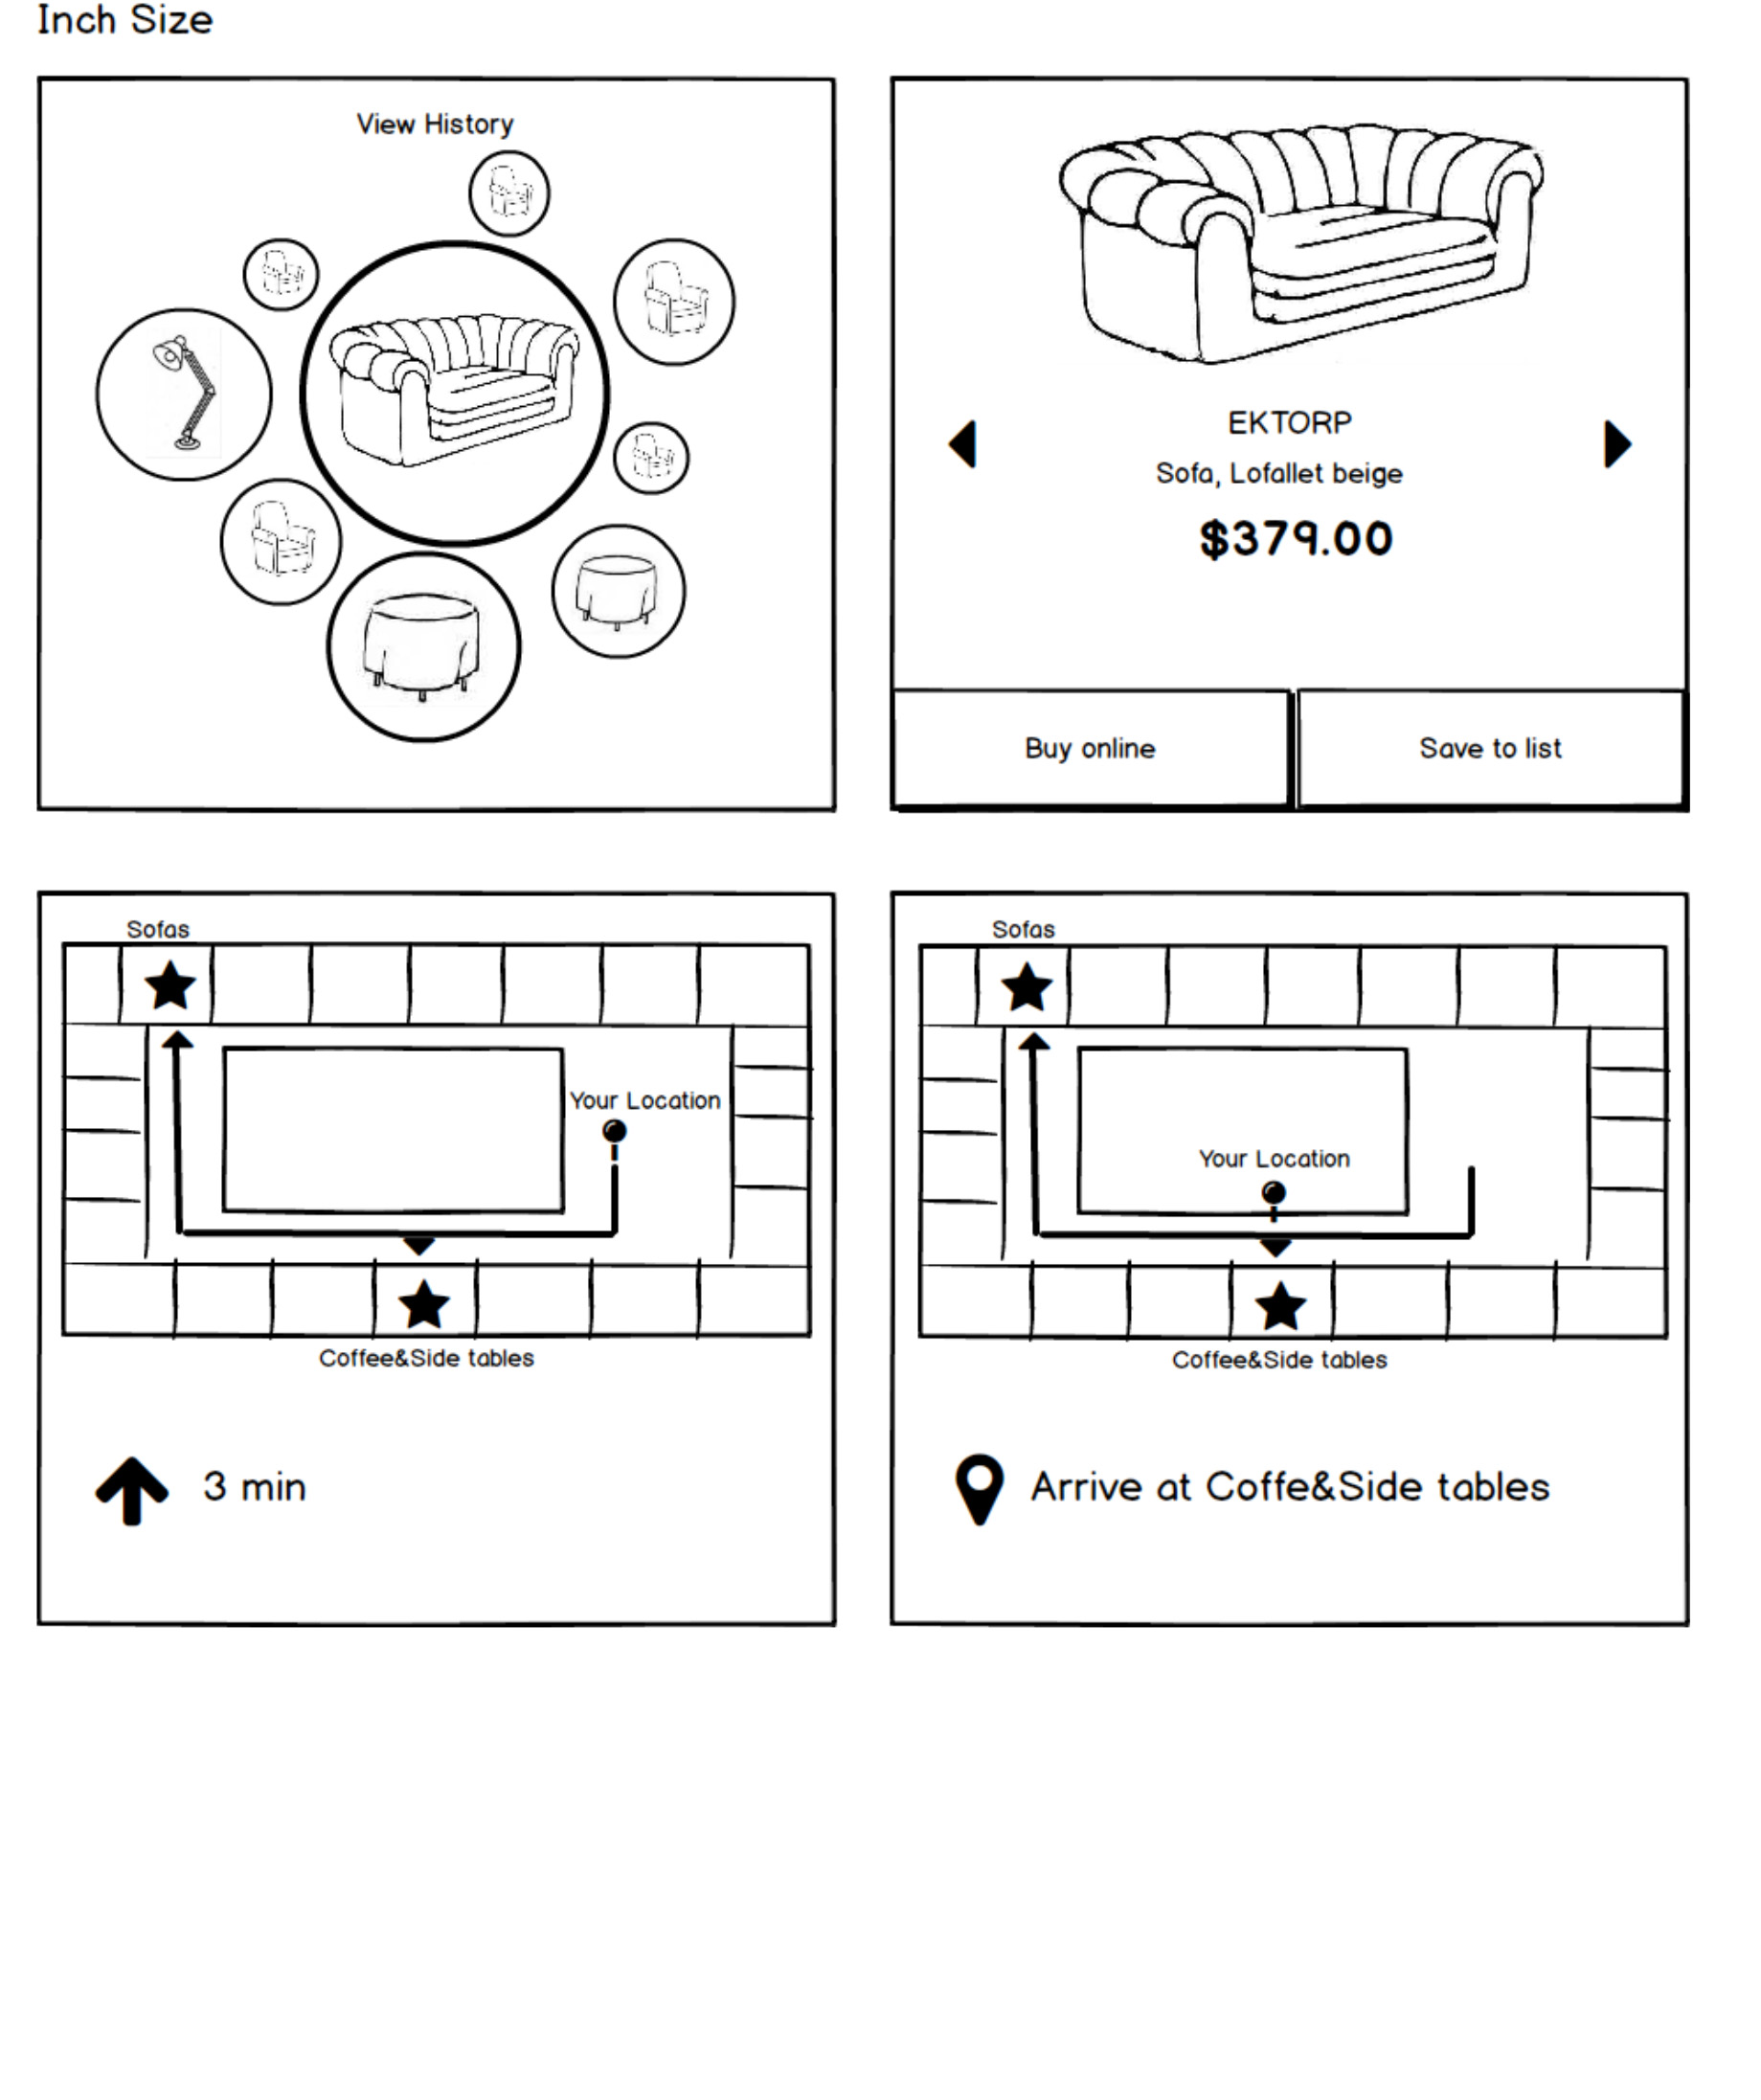 Inch Size
View History
EKTORP
Sofa, Lofallet beige
$379.00
Buy online
Save to list
Sofas
Your Location
Coffee&Side tables
3 min
Sofas
Your Location
Coffee&Side tables
Arrive at Coffe&Side tables